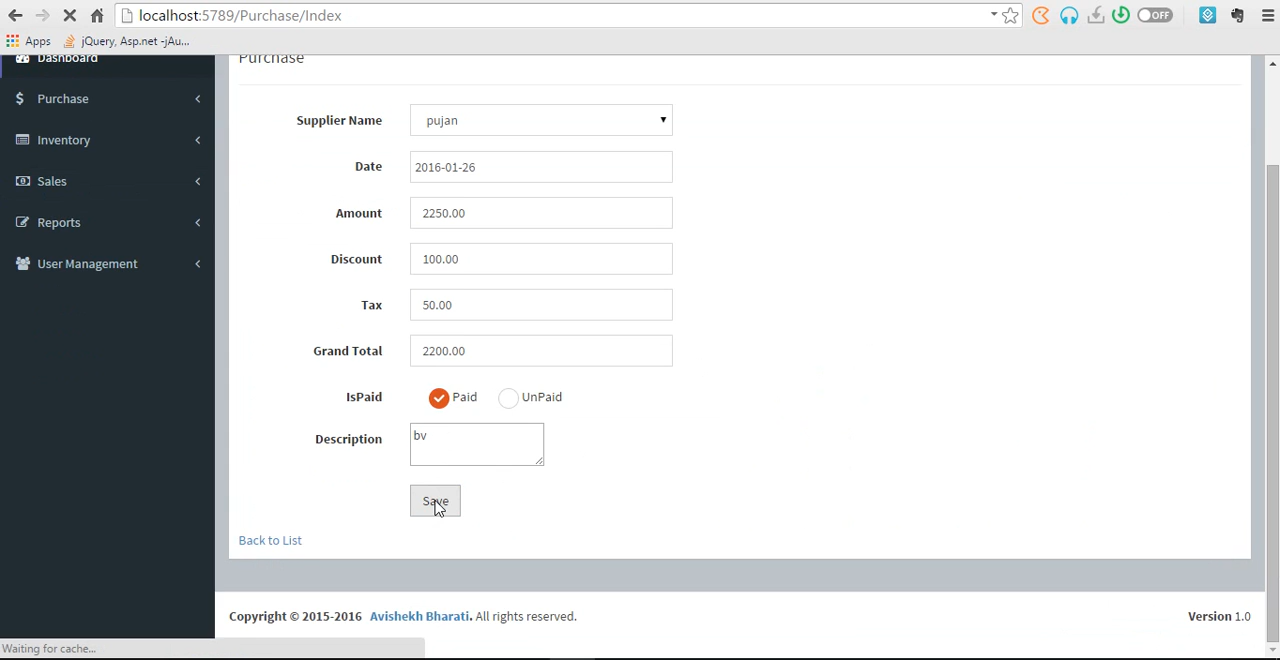 localhost:5789/Purchase/Index
OFF
Apps jQuery, Asp.net -jAu...
Dashboard
Purchase
Purchase
Inventory
Sales
Reports
User Management
Supplier Name pujan
Date 2016-01-26
Amount 2250.00
Discount 100.00
Tax 50.00
Grand Total 2200.00
IsPaid Paid UnPaid
Description bv
Save
Back to List
Copyright © 2015-2016 Avishekh Bharati. All rights reserved. Version 1.0
Waiting for cache...